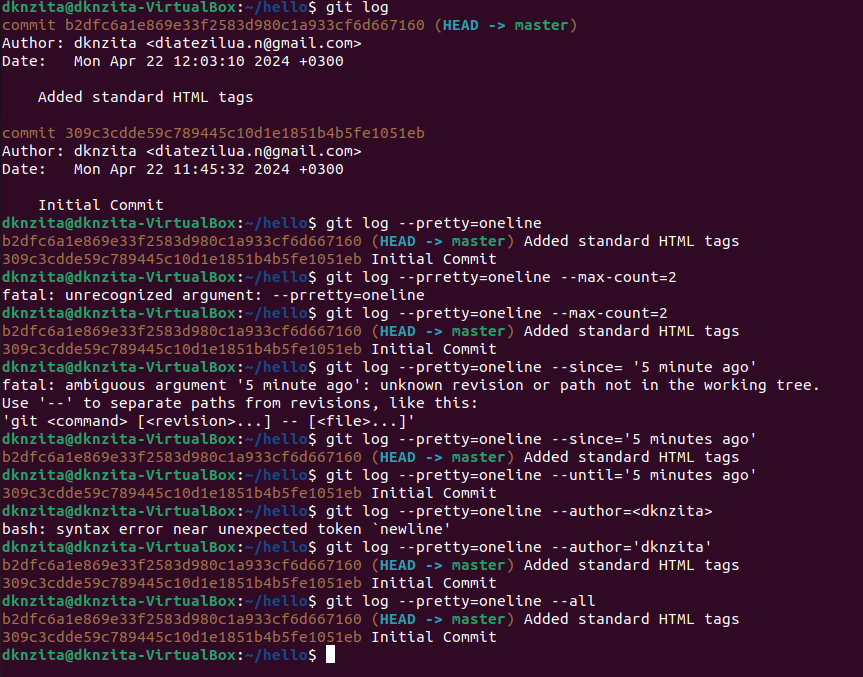 dknzita@dknzita-VirtualBox:~/hello$ git log
commit b2dfc6a1e869e33f2583d980c1a933cf6d667160 (HEAD -> master)
Author: dknzita <diatezilua.n@gmail.com>
Date:   Mon Apr 22 12:03:10 2024 +0300
    Added standard HTML tags
commit 309c3cdde59c789445c10d1e1851b4b5fe1051eb
Author: dknzita <diatezilua.n@gmail.com>
Date:   Mon Apr 22 11:45:32 2024 +0300
    Initial Commit
dknzita@dknzita-VirtualBox:~/hello$ git log --pretty=oneline
b2dfc6a1e869e33f2583d980c1a933cf6d667160 (HEAD -> master) Added standard HTML tags
309c3cdde59c789445c10d1e1851b4b5fe1051eb Initial Commit
dknzita@dknzita-VirtualBox:~/hello$ git log --prretty=oneline --max-count=2
fatal: unrecognized argument: --prretty=oneline
dknzita@dknzita-VirtualBox:~/hello$ git log --pretty=oneline --max-count=2
b2dfc6a1e869e33f2583d980c1a933cf6d667160 (HEAD -> master) Added standard HTML tags
309c3cdde59c789445c10d1e1851b4b5fe1051eb Initial Commit
dknzita@dknzita-VirtualBox:~/hello$ git log --pretty=oneline --since= '5 minute ago'
fatal: ambiguous argument '5 minute ago': unknown revision or path not in the working tree.
Use '--' to separate paths from revisions, like this:
'git <command> [<revision>...] -- [<file>...]'
dknzita@dknzita-VirtualBox:~/hello$ git log --pretty=oneline --since='5 minutes ago'
b2dfc6a1e869e33f2583d980c1a933cf6d667160 (HEAD -> master) Added standard HTML tags
dknzita@dknzita-VirtualBox:~/hello$ git log --pretty=oneline --until='5 minutes ago'
309c3cdde59c789445c10d1e1851b4b5fe1051eb Initial Commit
dknzita@dknzita-VirtualBox:~/hello$ git log --pretty=oneline --author=<dknzita>
bash: syntax error near unexpected token `newline'
dknzita@dknzita-VirtualBox:~/hello$ git log --pretty=oneline --author='dknzita'
b2dfc6a1e869e33f2583d980c1a933cf6d667160 (HEAD -> master) Added standard HTML tags
309c3cdde59c789445c10d1e1851b4b5fe1051eb Initial Commit
dknzita@dknzita-VirtualBox:~/hello$ git log --pretty=oneline --all
b2dfc6a1e869e33f2583d980c1a933cf6d667160 (HEAD -> master) Added standard HTML tags
309c3cdde59c789445c10d1e1851b4b5fe1051eb Initial Commit
dknzita@dknzita-VirtualBox:~/hello$